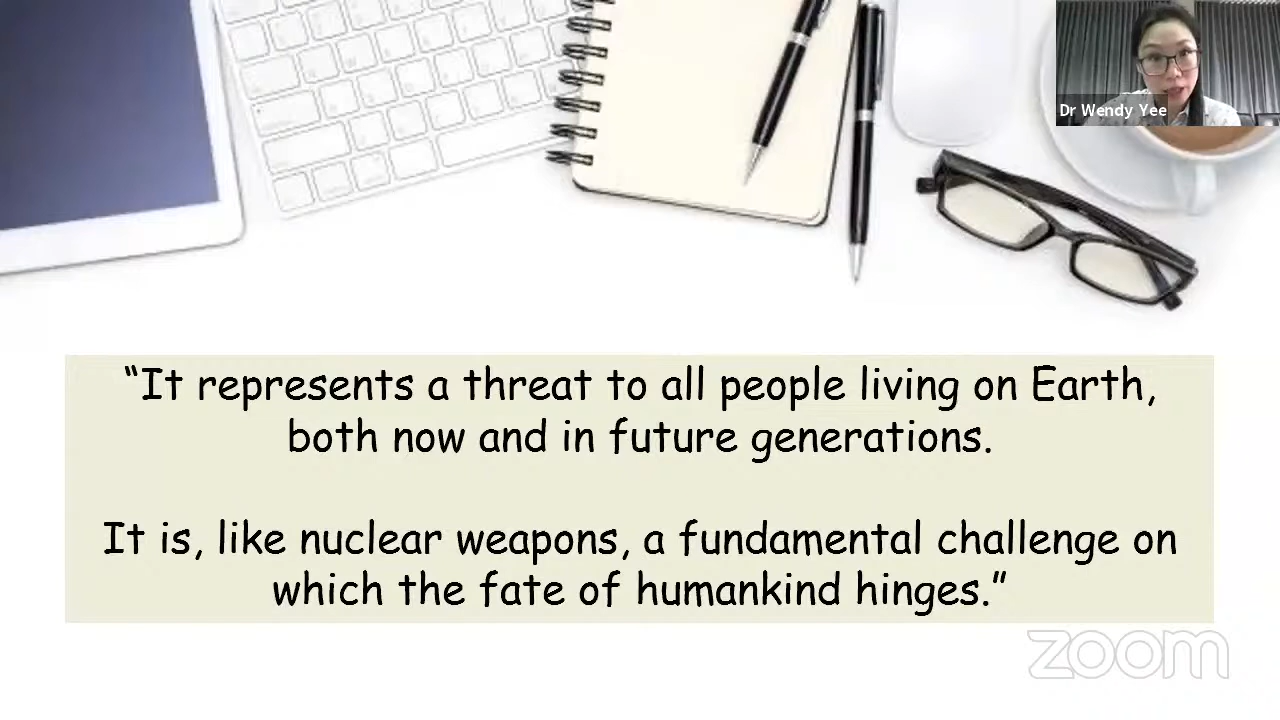 Dr Wendy Yee
“It represents a threat to all people living on Earth,
both now and in future generations.
It is, like nuclear weapons, a fundamental challenge on
which the fate of humankind hinges.”
zoom